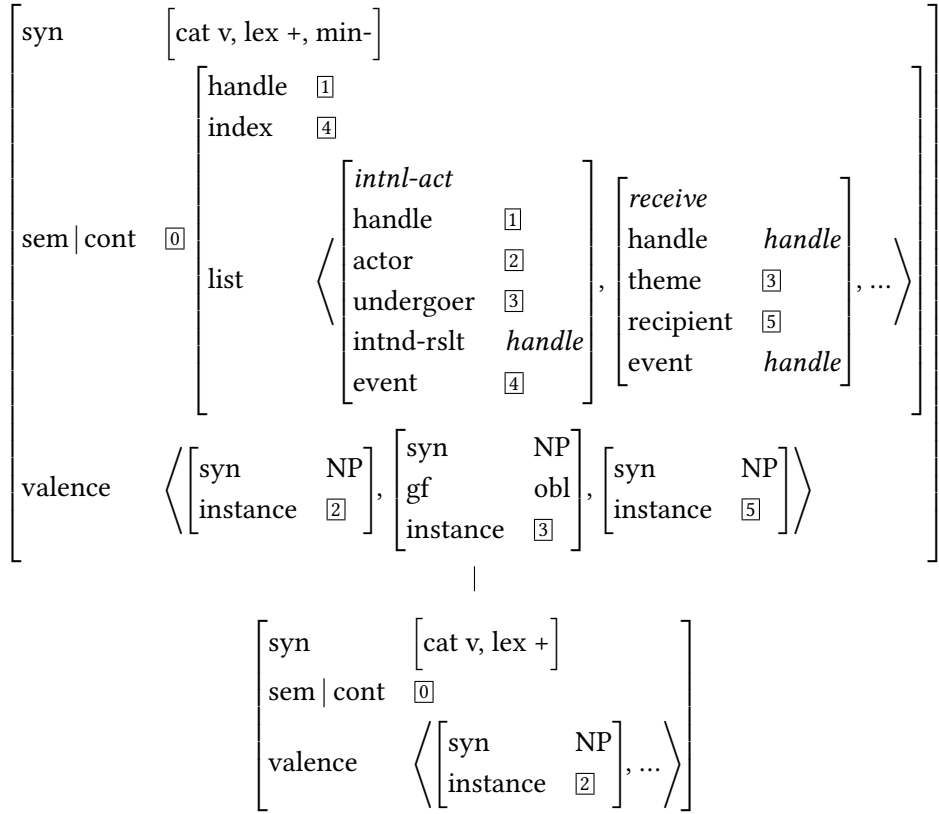 syn [cat v, lex +, min-]
sem | cont 0
handle 1
index 4
list ⟨ [ intnl-act
handle 1
actor 2
undergoer 3
intnd-rslt handle
event 4 ] , [ receive
handle handle
theme 3
recipient 5
event handle ] , ... ⟩
valence ⟨ [ syn NP
instance 2 ] , [ syn NP
gf obl
instance 3 ] , [ syn NP
instance 5 ] ⟩
syn [cat v, lex +]
sem | cont 0
valence ⟨ [ syn NP
instance 2 ] , ... ⟩